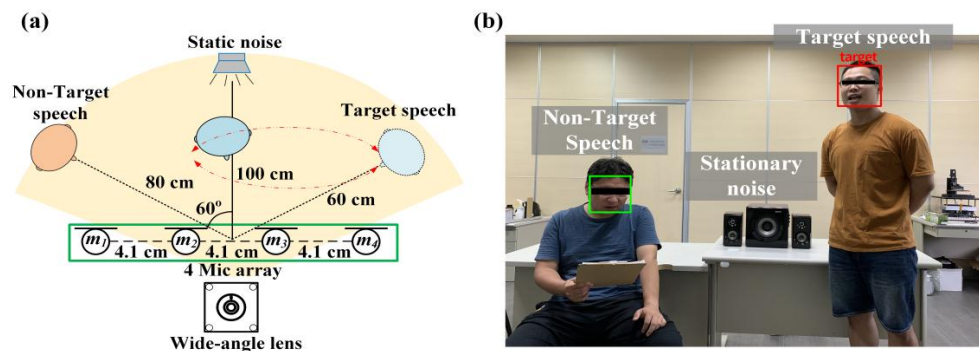 (a)
Static noise
Non-Target
speech
Target speech
80 cm
100 cm
60 cm
60°
m1
m2
m3
m4
4.1 cm
4.1 cm
4.1 cm
4 Mic array
Wide-angle lens
(b)
Target speech
target
Non-Target
Speech
Stationary
noise